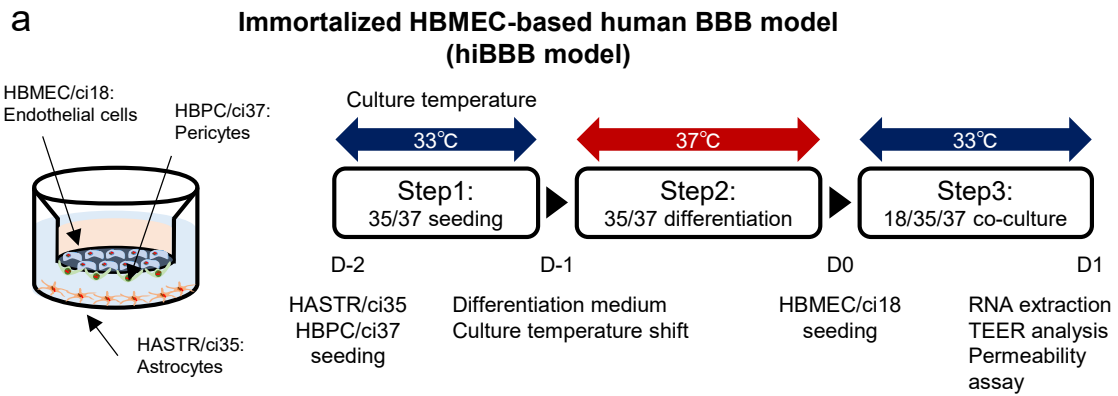 a
Immortalized HBMEC-based human BBB model
(hiBBB model)
HBMEC/ci18:
Endothelial cells
HBPC/ci37:
Pericytes
HASTR/ci35:
Astrocytes
Culture temperature
33℃
37℃
33℃
Step1:
35/37 seeding
Step2:
35/37 differentiation
Step3:
18/35/37 co-culture
D-2
D-1
D0
D1
HASTR/ci35
HBPC/ci37
seeding
Differentiation medium
Culture temperature shift
HBMEC/ci18
seeding
RNA extraction
TEER analysis
Permeability
assay